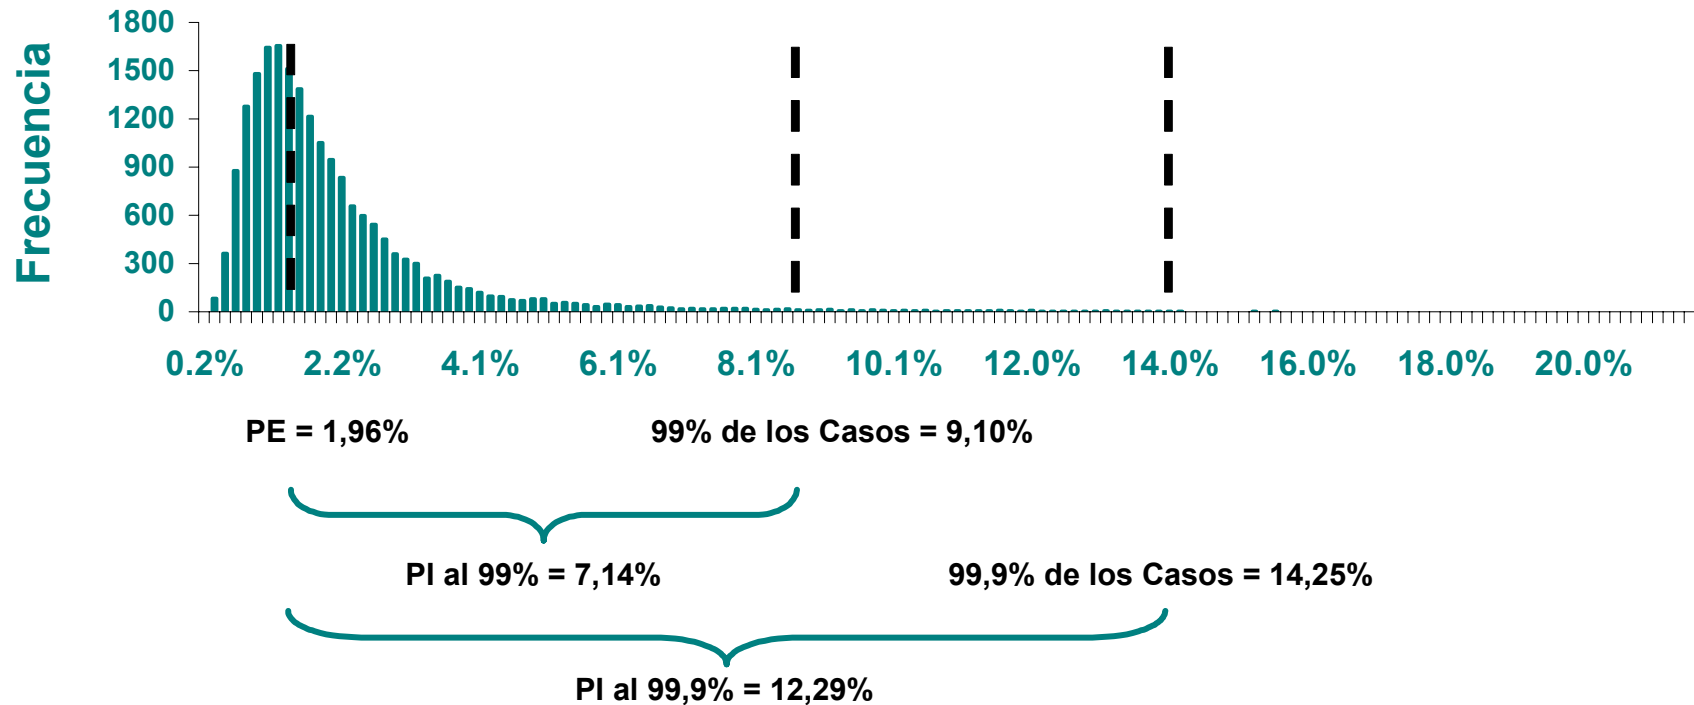 Frecuencia
1800
1500
1200
900
600
300
0
0.2% 2.2% 4.1% 6.1% 8.1% 10.1% 12.0% 14.0% 16.0% 18.0% 20.0%
PE = 1,96% 99% de los Casos = 9,10%
PI al 99% = 7,14% 99,9% de los Casos = 14,25%
PI al 99,9% = 12,29%